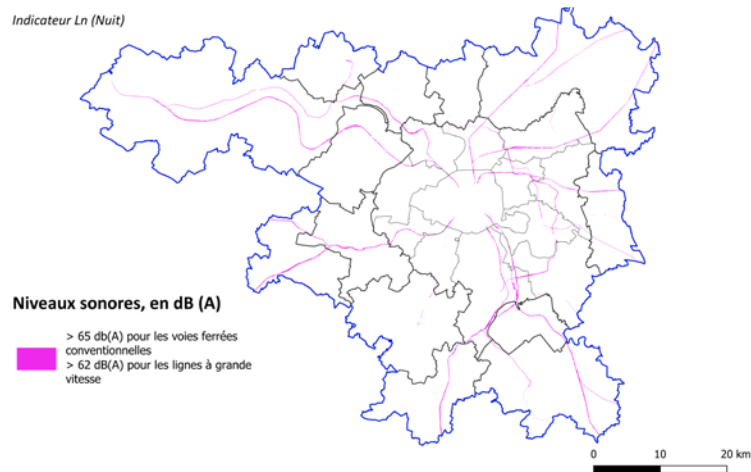 Indicateur Ln (Nuit)
Niveaux sonores, en dB (A)
> 65 db(A) pour les voies ferrées
conventionnelles
> 62 dB(A) pour les lignes à grande
vitesse
0 10 20 km